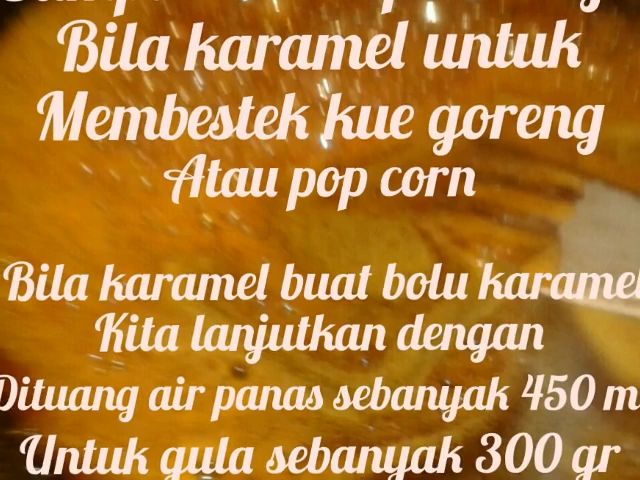 Bila karamel untuk
Membestek kue goreng
Atau pop corn
Bila karamel buat bolu karamel
Kita lanjutkan dengan
Dituang air panas sebanyak 450 m
Untuk gula sebanyak 300 gr